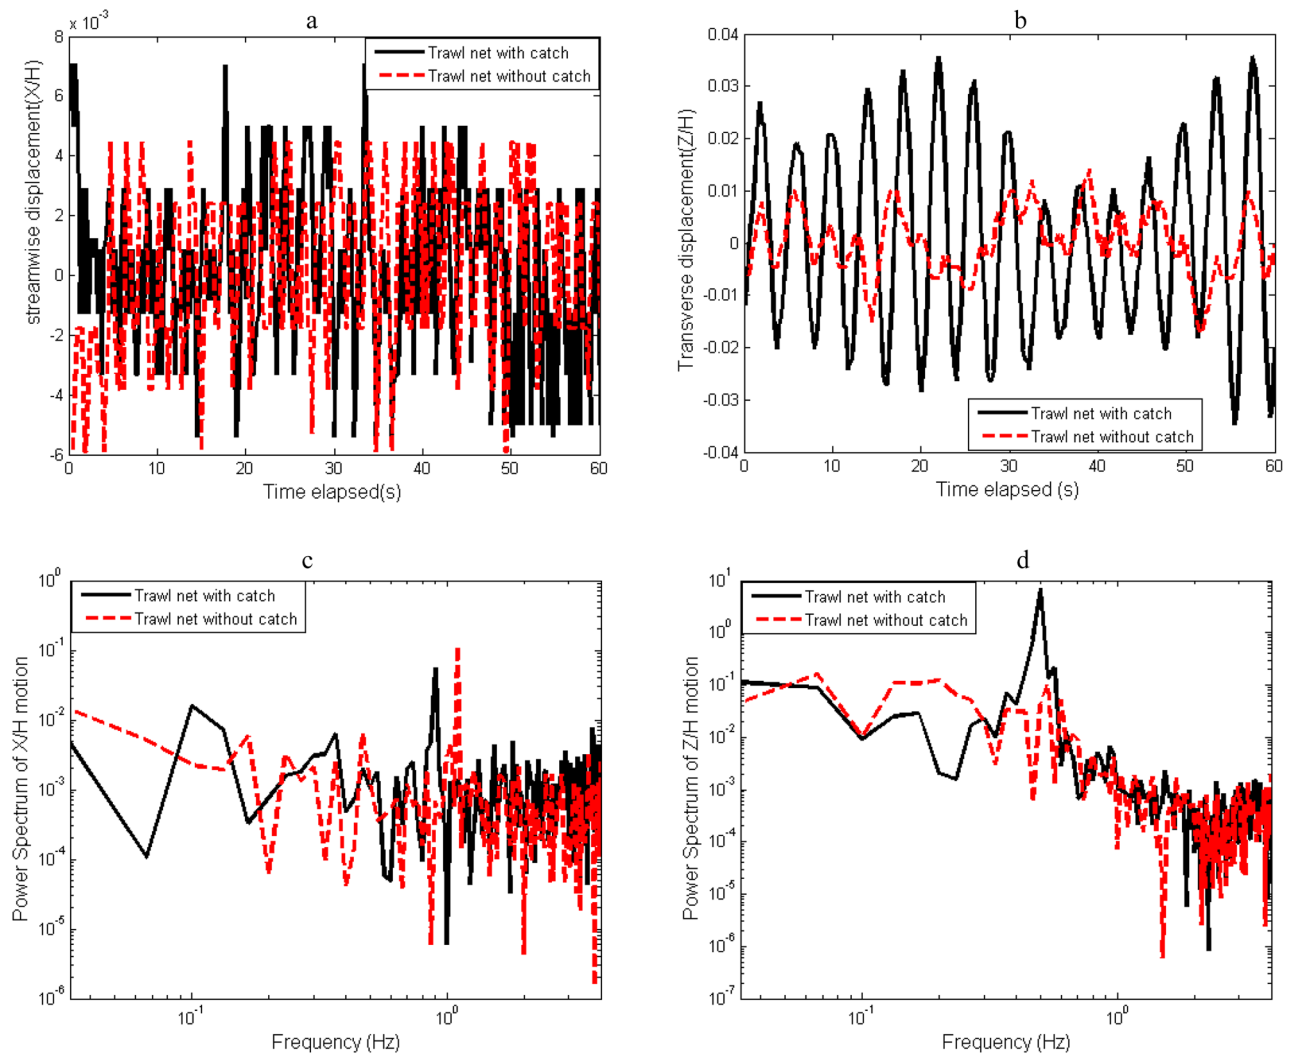 a
x 10^-3
Trawl net with catch
Trawl net without catch
8
6
4
2
0
-2
-4
-6
streamwise displacement(X/H)
0 10 20 30 40 50 60
Time elapsed(s)
b
0.04
0.03
0.02
0.01
0
-0.01
-0.02
-0.03
-0.04
Transverse displacement(Z/H)
Trawl net with catch
Trawl net without catch
0 10 20 30 40 50 60
Time elapsed (s)
c
Trawl net with catch
Trawl net without catch
10^0
10^-1
10^-2
10^-3
10^-4
10^-5
10^-6
Power Spectrum of X/H motion
10^-1 10^0
Frequency (Hz)
d
Trawl net with catch
Trawl net without catch
10^1
10^0
10^-1
10^-2
10^-3
10^-4
10^-5
10^-6
10^-7
Power Spectrum of Z/H motion
10^-1 10^0
Frequency (Hz)